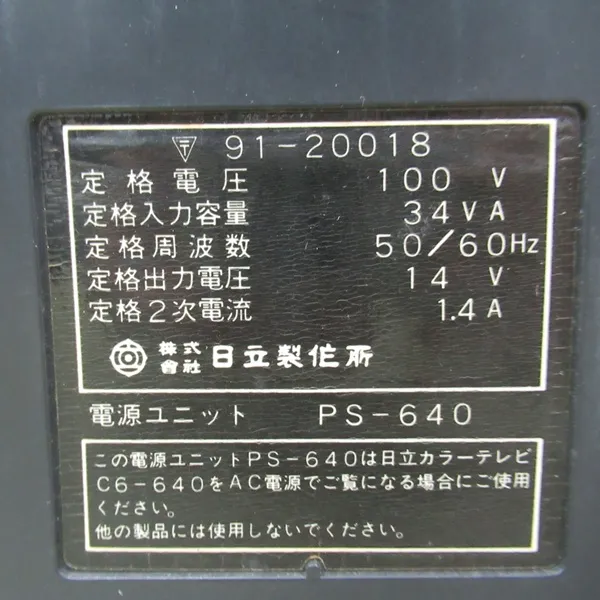 〒 91-20018
定格電圧 100 V
定格入力容量 34VA
定格周波数 50/60Hz
定格出力電圧 14 V
定格2次電流 1.4A
株式會社 日立製作所
電源ユニット PS-640
この電源ユニットPS-640は日立カラーテレビ
C6-640をAC電源でご覧になる場合にご使用
ください。
他の製品には使用しないでください。